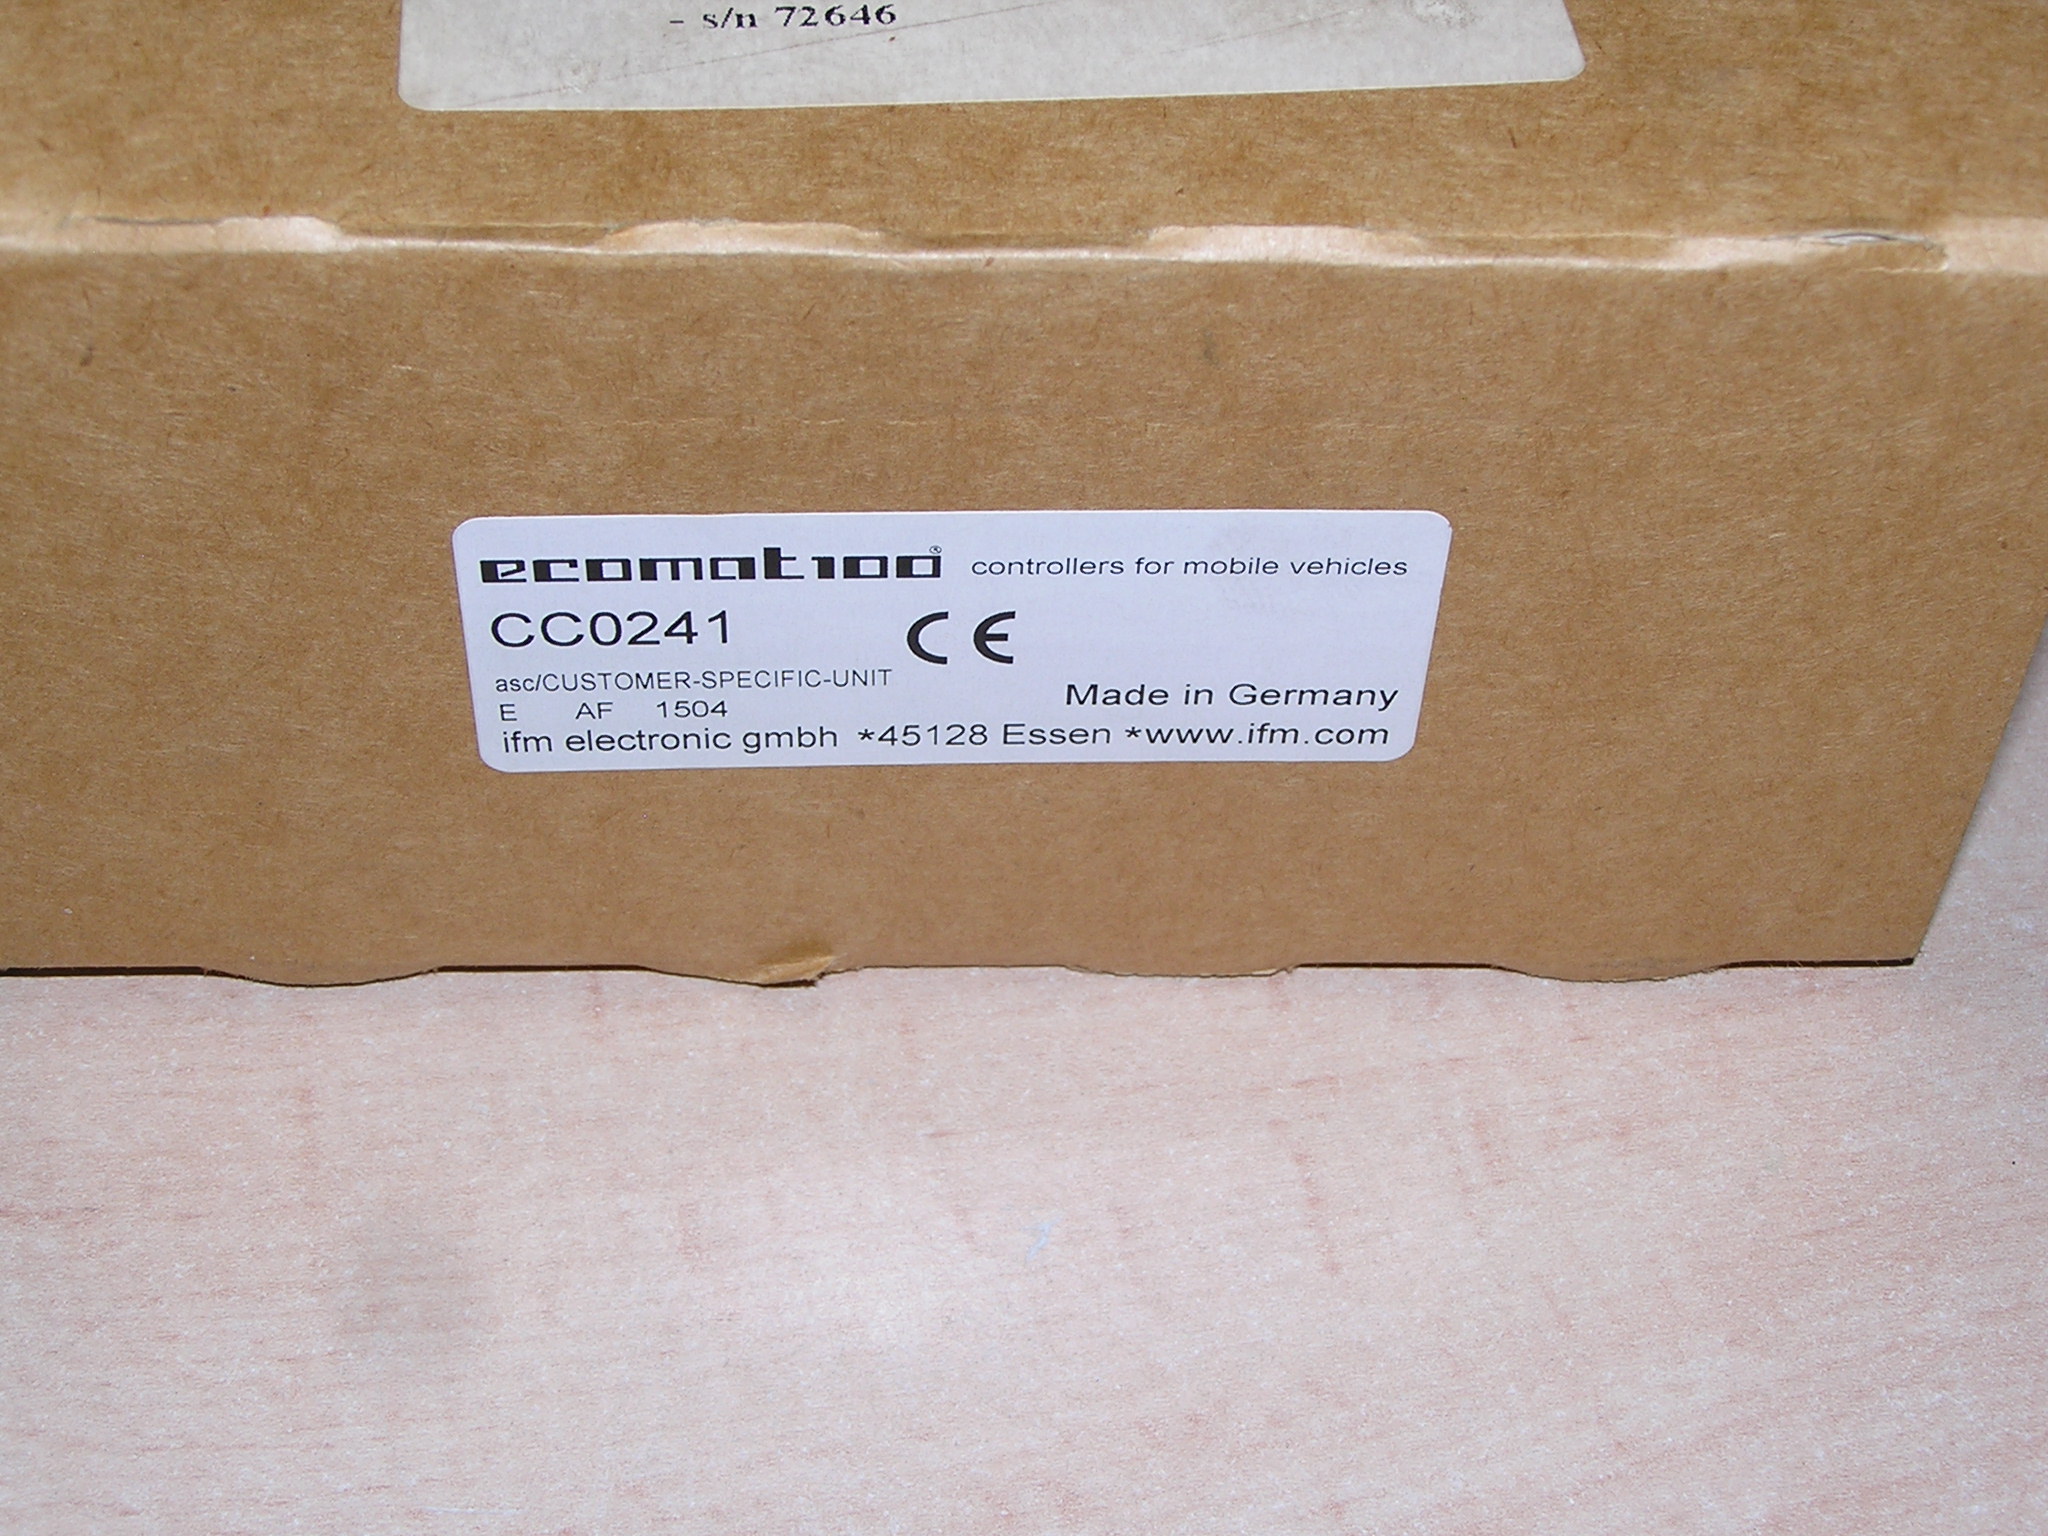 - s/n 72646
ecomat100® controllers for mobile vehicles
CC0241 CE
asc/CUSTOMER-SPECIFIC-UNIT
E AF 1504 Made in Germany
ifm electronic gmbh *45128 Essen *www.ifm.com